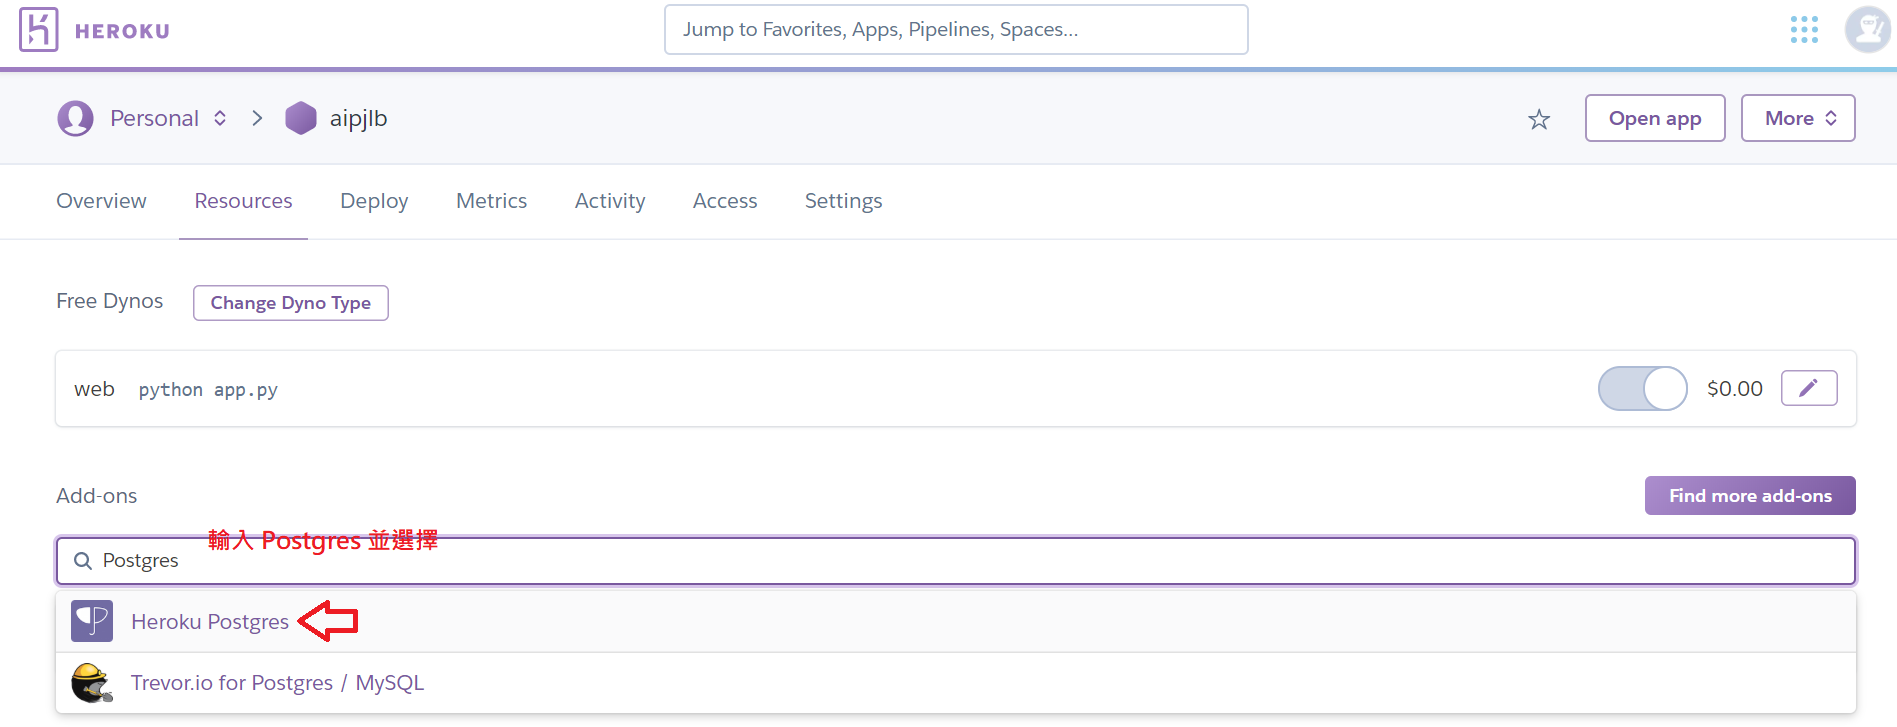 HEROKU
Jump to Favorites, Apps, Pipelines, Spaces...
Personal
aipjlb
Open app
More
Overview Resources Deploy Metrics Activity Access Settings
Free Dynos
Change Dyno Type
web python app.py
$0.00
Add-ons
Find more add-ons
輸入 Postgres 並選擇
Postgres
Heroku Postgres
Trevor.io for Postgres / MySQL